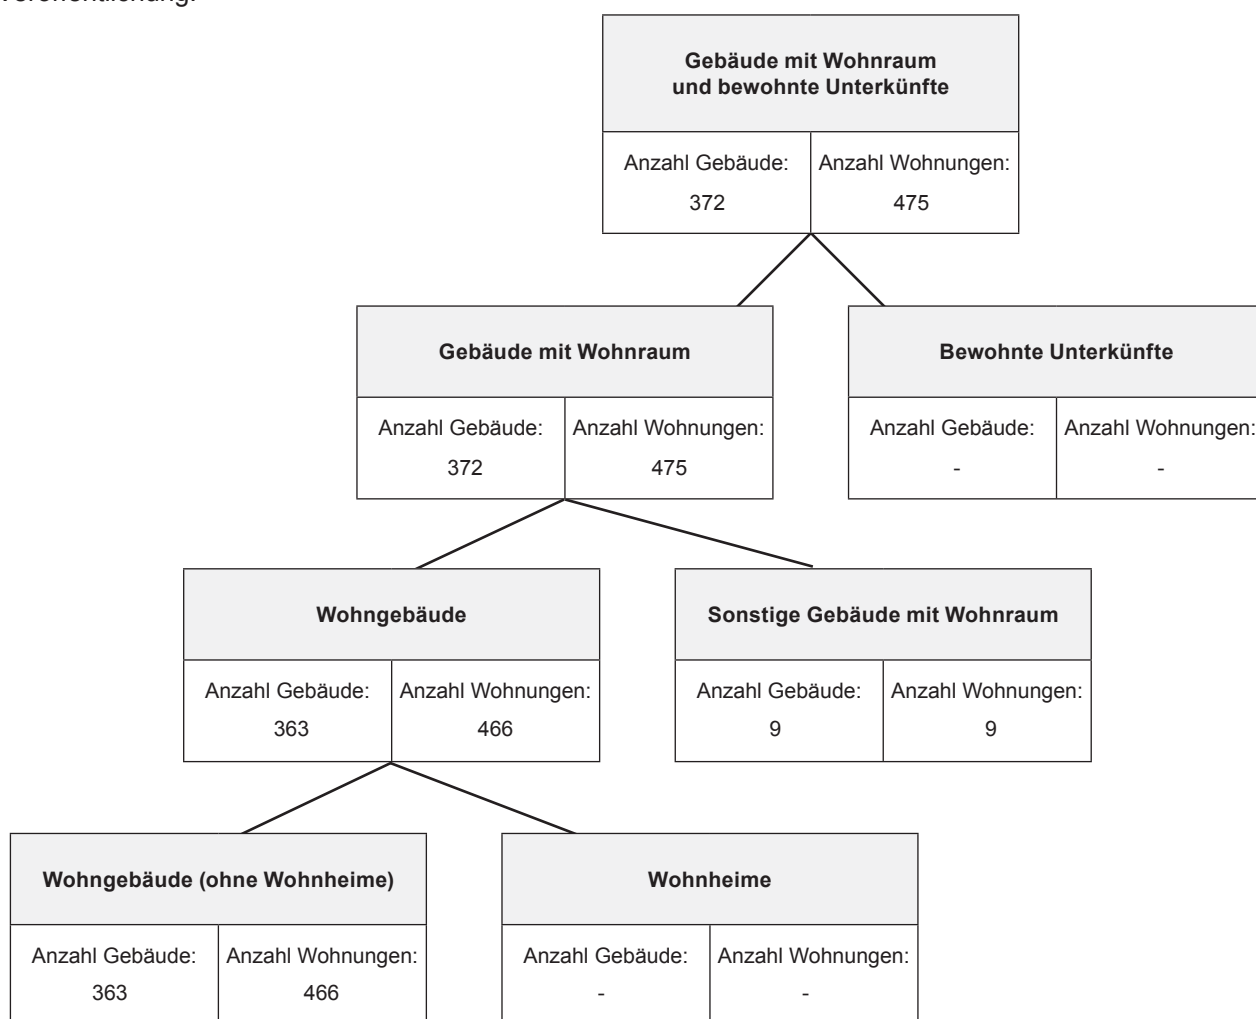 Veröffentlichung.
Gebäude mit Wohnraum
und bewohnte Unterkünfte
Anzahl Gebäude:
372
Anzahl Wohnungen:
475
Gebäude mit Wohnraum
Anzahl Gebäude:
372
Anzahl Wohnungen:
475
Bewohnte Unterkünfte
Anzahl Gebäude:
-
Anzahl Wohnungen:
-
Wohngebäude
Anzahl Gebäude:
363
Anzahl Wohnungen:
466
Sonstige Gebäude mit Wohnraum
Anzahl Gebäude:
9
Anzahl Wohnungen:
9
Wohngebäude (ohne Wohnheime)
Anzahl Gebäude:
363
Anzahl Wohnungen:
466
Wohnheime
Anzahl Gebäude:
-
Anzahl Wohnungen:
-